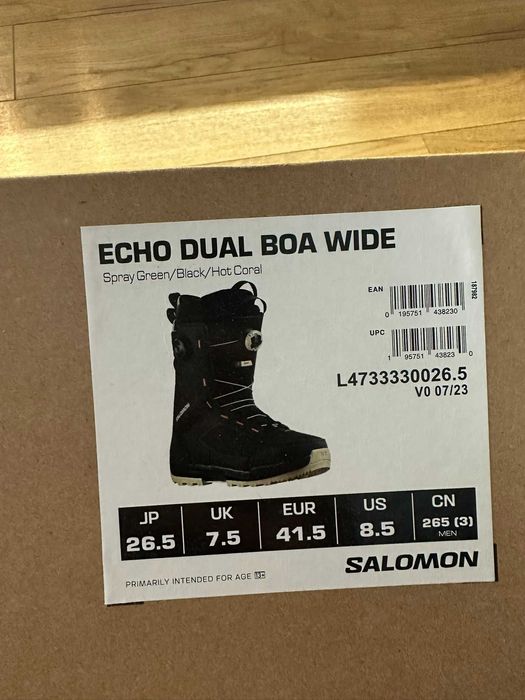 ECHO DUAL BOA WIDE
Spray Green/Black/Hot Coral
EAN
0 195751 438230
187982
UPC
1 95751 43823 0
L4733330026.5
V0 07/23
SALOMON
JP UK EUR US CN
26.5 7.5 41.5 8.5 265 (3)
MEN
SALOMON
PRIMARILY INTENDED FOR AGE